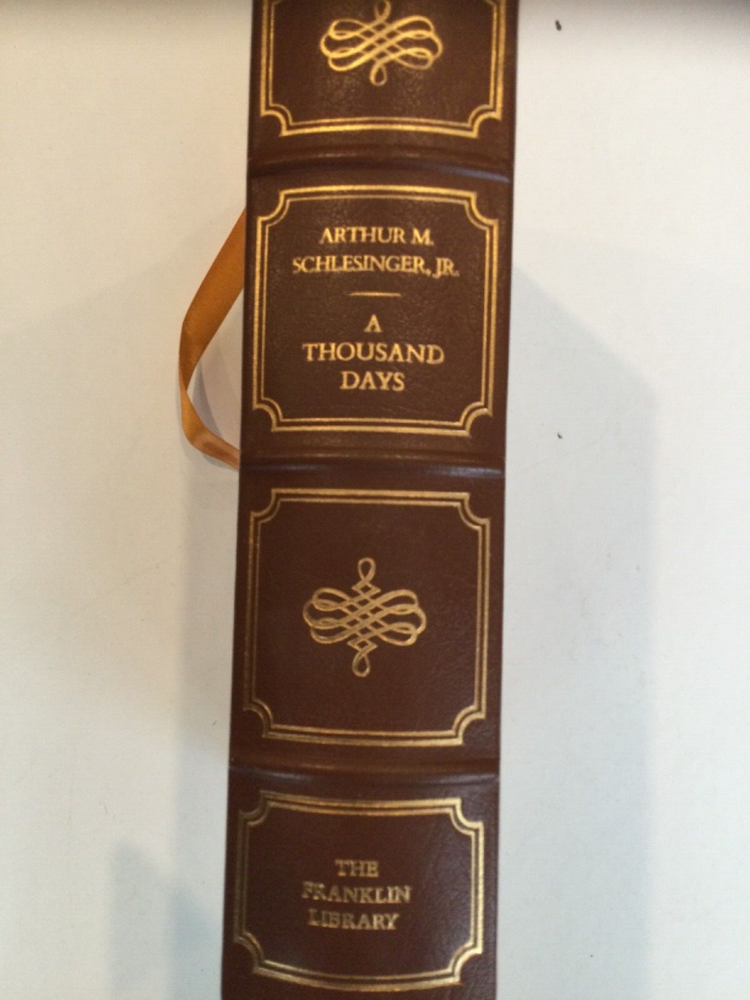 ARTHUR M.
SCHLESINGER, JR.
A
THOUSAND
DAYS
THE
FRANKLIN
LIBRARY